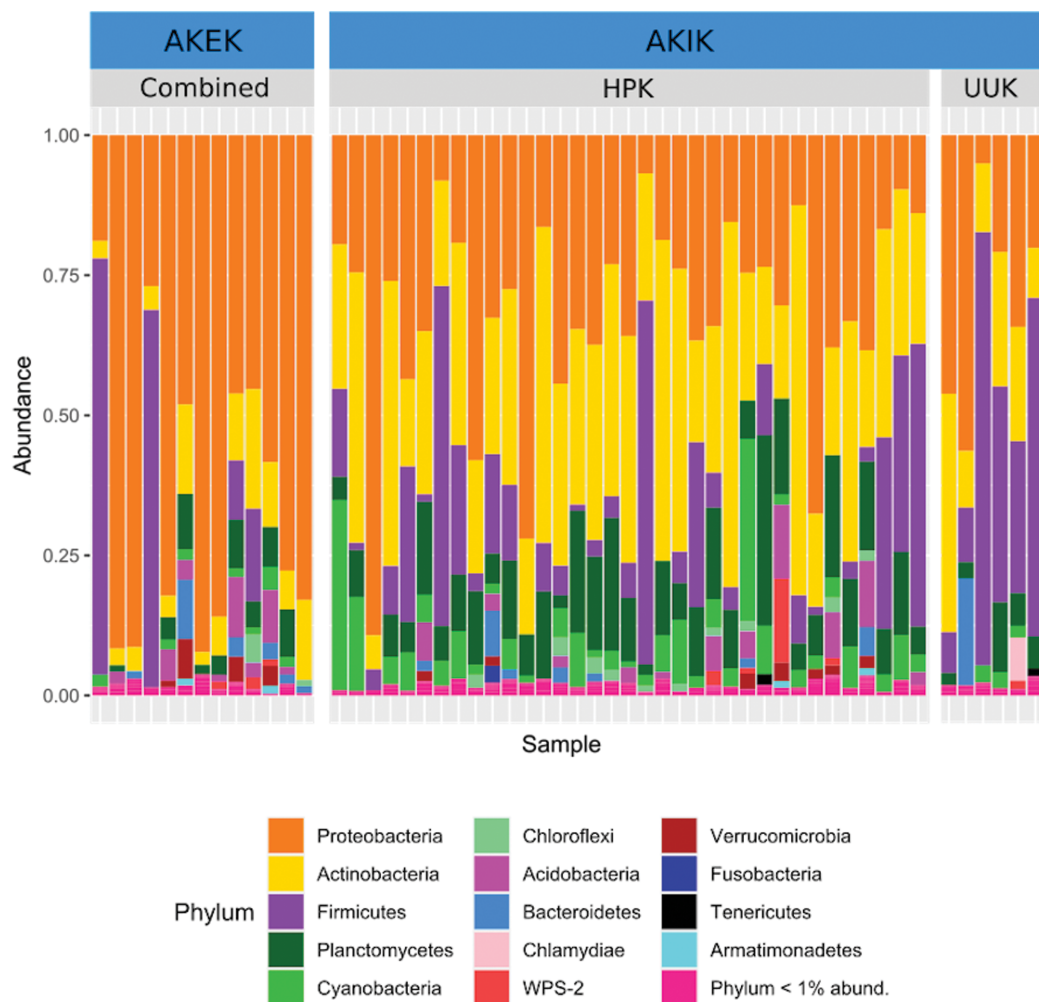 AKEK AKIK
Combined HPK UUK
1.00
0.75
0.50
0.25
0.00
Abundance
Sample
Phylum
Proteobacteria Chloroflexi Verrucomicrobia
Actinobacteria Acidobacteria Fusobacteria
Firmicutes Bacteroidetes Tenericutes
Planctomycetes Chlamydiae Armatimonadetes
Cyanobacteria WPS-2 Phylum < 1% abund.